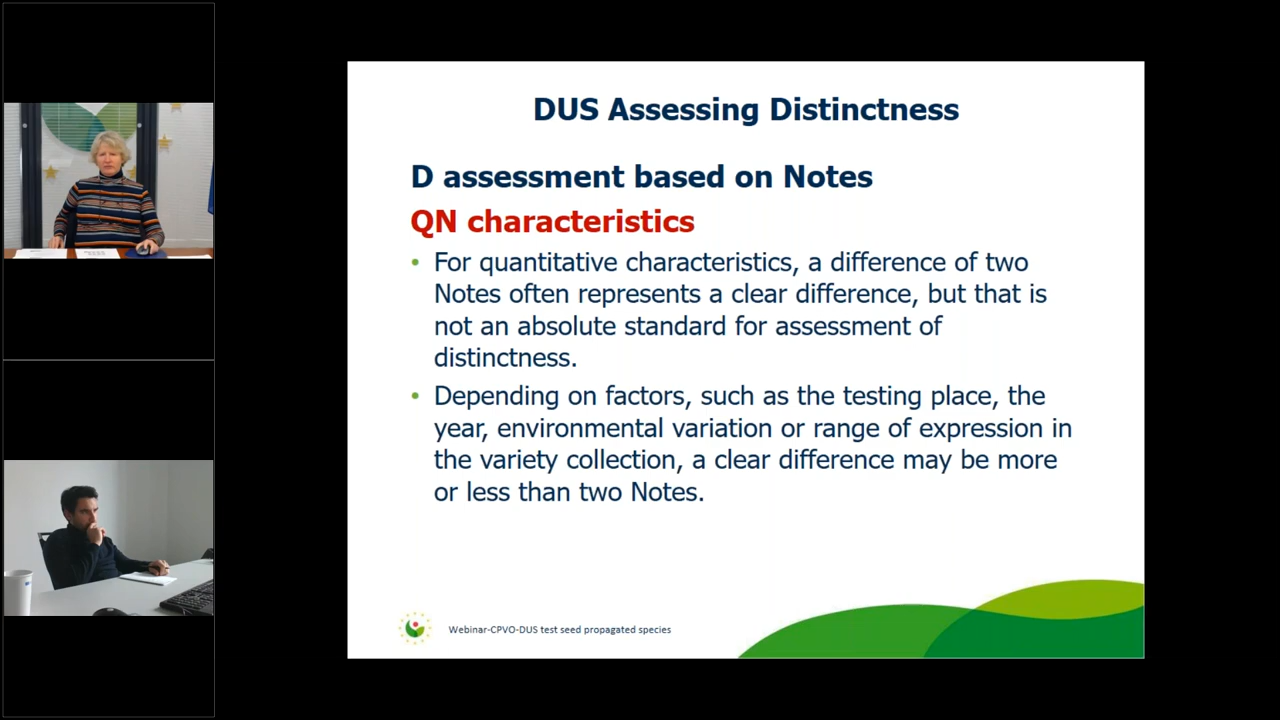 DUS Assessing Distinctness
D assessment based on Notes
QN characteristics
• For quantitative characteristics, a difference of two
Notes often represents a clear difference, but that is
not an absolute standard for assessment of
distinctness.
• Depending on factors, such as the testing place, the
year, environmental variation or range of expression in
the variety collection, a clear difference may be more
or less than two Notes.
Webinar-CPVO-DUS test seed propagated species